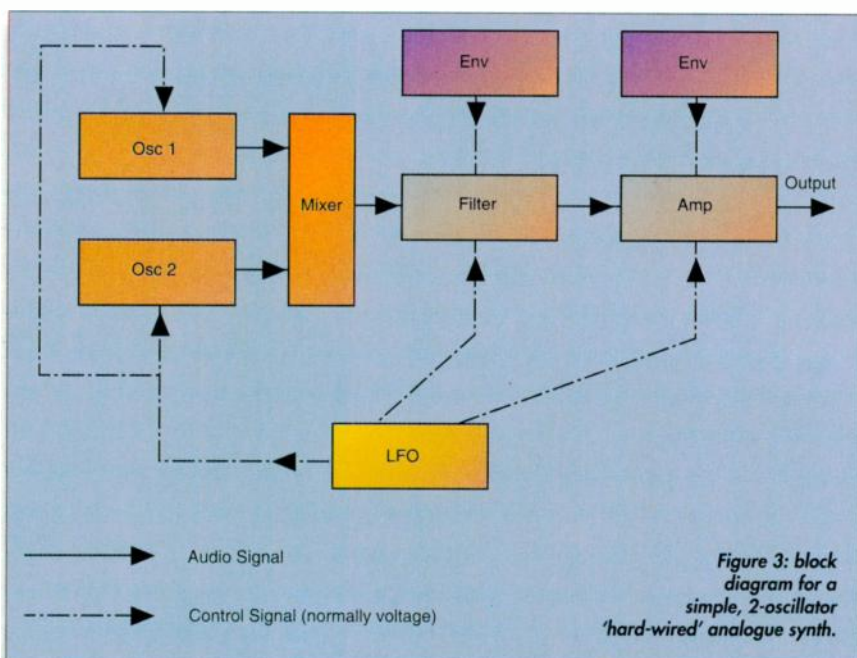 Env
Env
Osc 1
Mixer
Filter
Amp
Output
Osc 2
LFO
Audio Signal
Control Signal (normally voltage)
Figure 3: block
diagram for a
simple, 2-oscillator
'hard-wired' analogue synth.